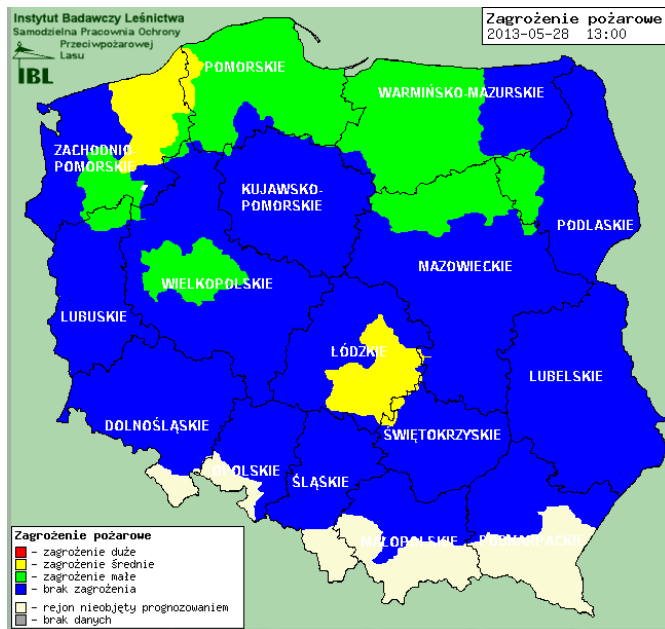 Instytut Badawczy Leśnictwa
Samodzielna Pracownia Ochrony
Przeciwpożarowej
Lasu
IBL
Zagrożenie pożarowe
2013-05-28 13:00
POMORSKIE
WARMIŃSKO-MAZURSKIE
ZACHODNIO-
POMORSKIE
KUJAWSKO-
POMORSKIE
PODLASKIE
MAZOWIECKIE
WIELKOPOLSKIE
LUBUSKIE
ŁÓDZKIE
LUBELSKIE
DOLNOŚLĄSKIE
ŚWIĘTOKRZYSKIE
OPOLSKIE
ŚLĄSKIE
MAŁOPOLSKIE
PODKARPACKIE
Zagrożenie pożarowe
- zagrożenie duże
- zagrożenie średnie
- zagrożenie małe
- brak zagrożenia
- rejon nieobjęty prognozowaniem
- brak danych